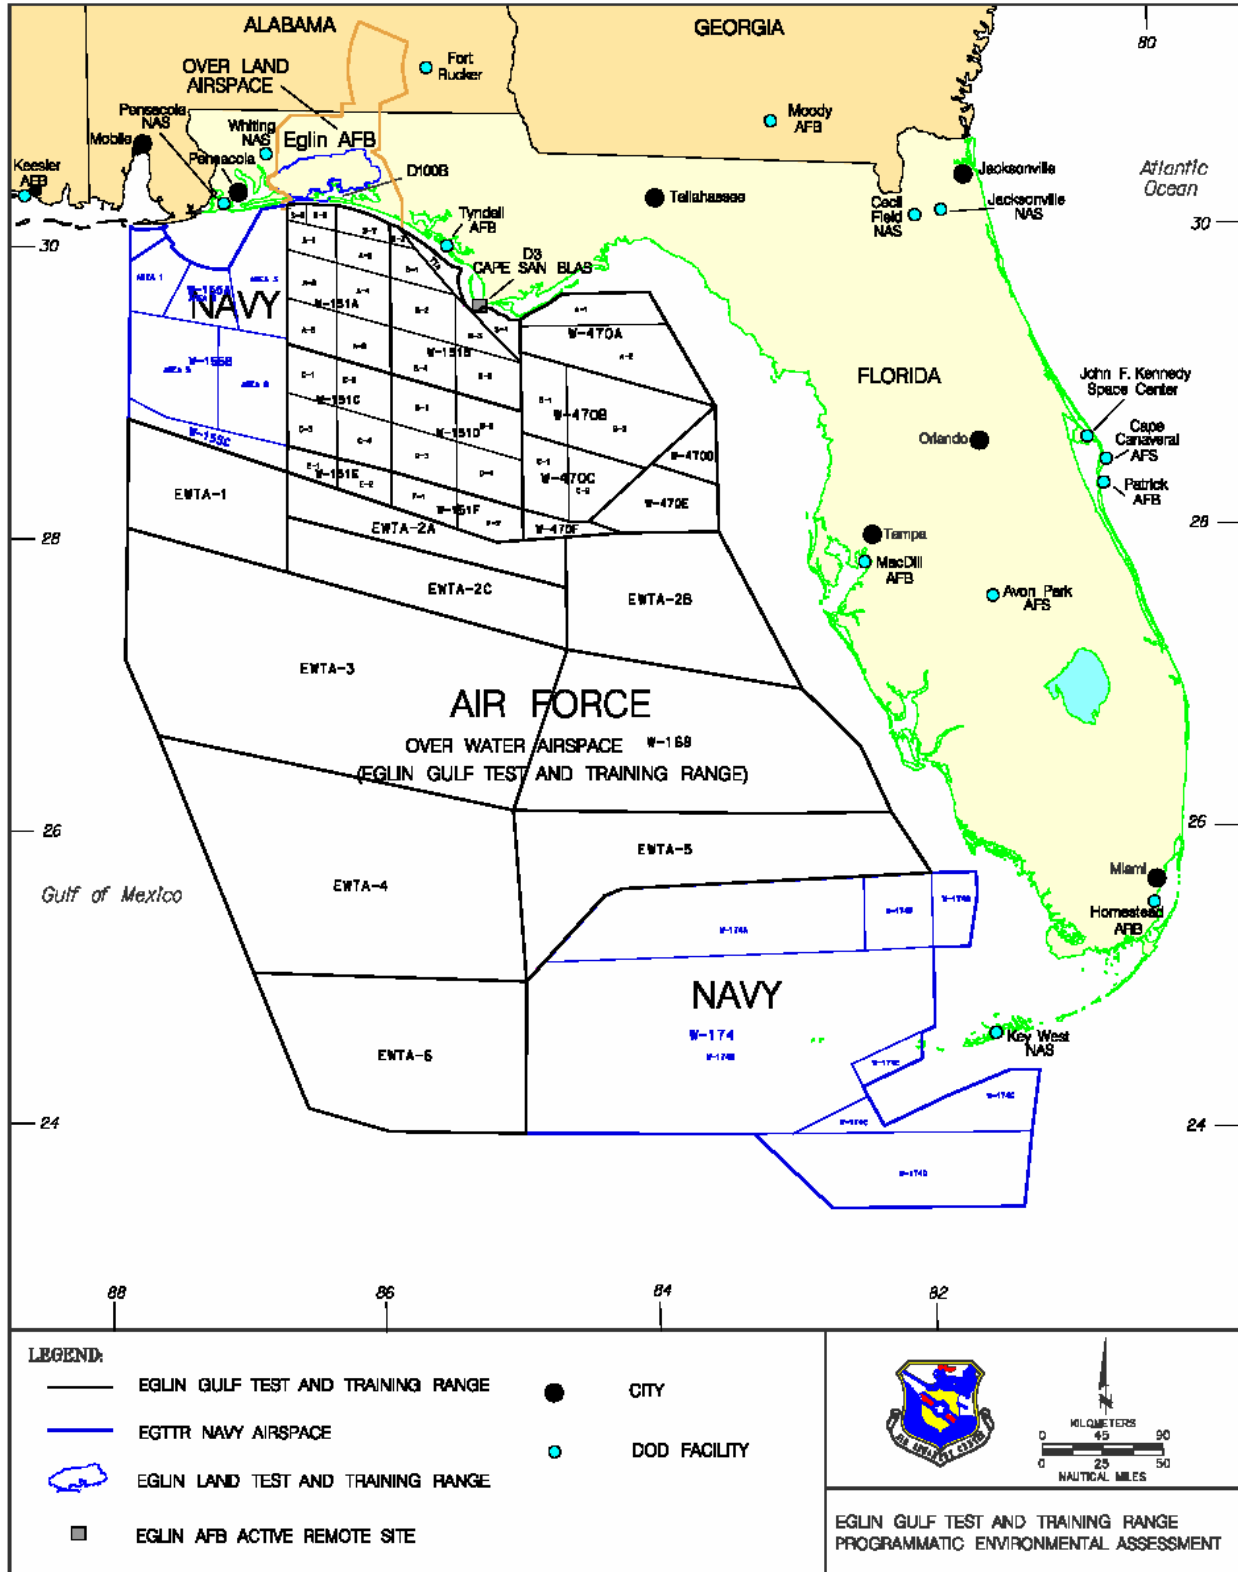 ALABAMA
GEORGIA
80
OVER LAND
AIRSPACE
Fort
Rucker
Pensacola
NAS
Mobile
Whiting
NAS
Eglin AFB
Moody
AFB
Keesler
AFB
Pensacola
D100B
Tallahassee
Jacksonville
Atlantic
Ocean
Cecil
Field
NAS
Jacksonville
NAS
Tyndall
AFB
30
30
D3
CAPE SAN BLAS
AREA 1
W-155A
NAVY
W-151A
W-151B
W-470A
A-1
A-2
W-155B
W-151C
W-151D
W-470B
FLORIDA
John F. Kennedy
Space Center
Orlando
Cape
Canaveral
AFS
Patrick
AFB
W-155C
W-151E
W-151F
W-470C
W-470D
W-470E
W-470F
EWTA-1
EWTA-2A
28
28
Tampa
MacDill
AFB
Avon Park
AFS
EWTA-2C
EWTA-2B
EWTA-3
AIR FORCE
OVER WATER AIRSPACE
W-168
(EGLIN GULF TEST AND TRAINING RANGE)
26
26
EWTA-5
EWTA-4
Gulf of Mexico
Miami
Homestead
ARB
W-174A
NAVY
W-174
Key West
NAS
EWTA-6
24
24
88
86
84
82
LEGEND:
EGLIN GULF TEST AND TRAINING RANGE
EGTTR NAVY AIRSPACE
EGLIN LAND TEST AND TRAINING RANGE
EGLIN AFB ACTIVE REMOTE SITE
CITY
DOD FACILITY
N
KILOMETERS
0 45 90
0 25 50
NAUTICAL MILES
EGLIN GULF TEST AND TRAINING RANGE
PROGRAMMATIC ENVIRONMENTAL ASSESSMENT